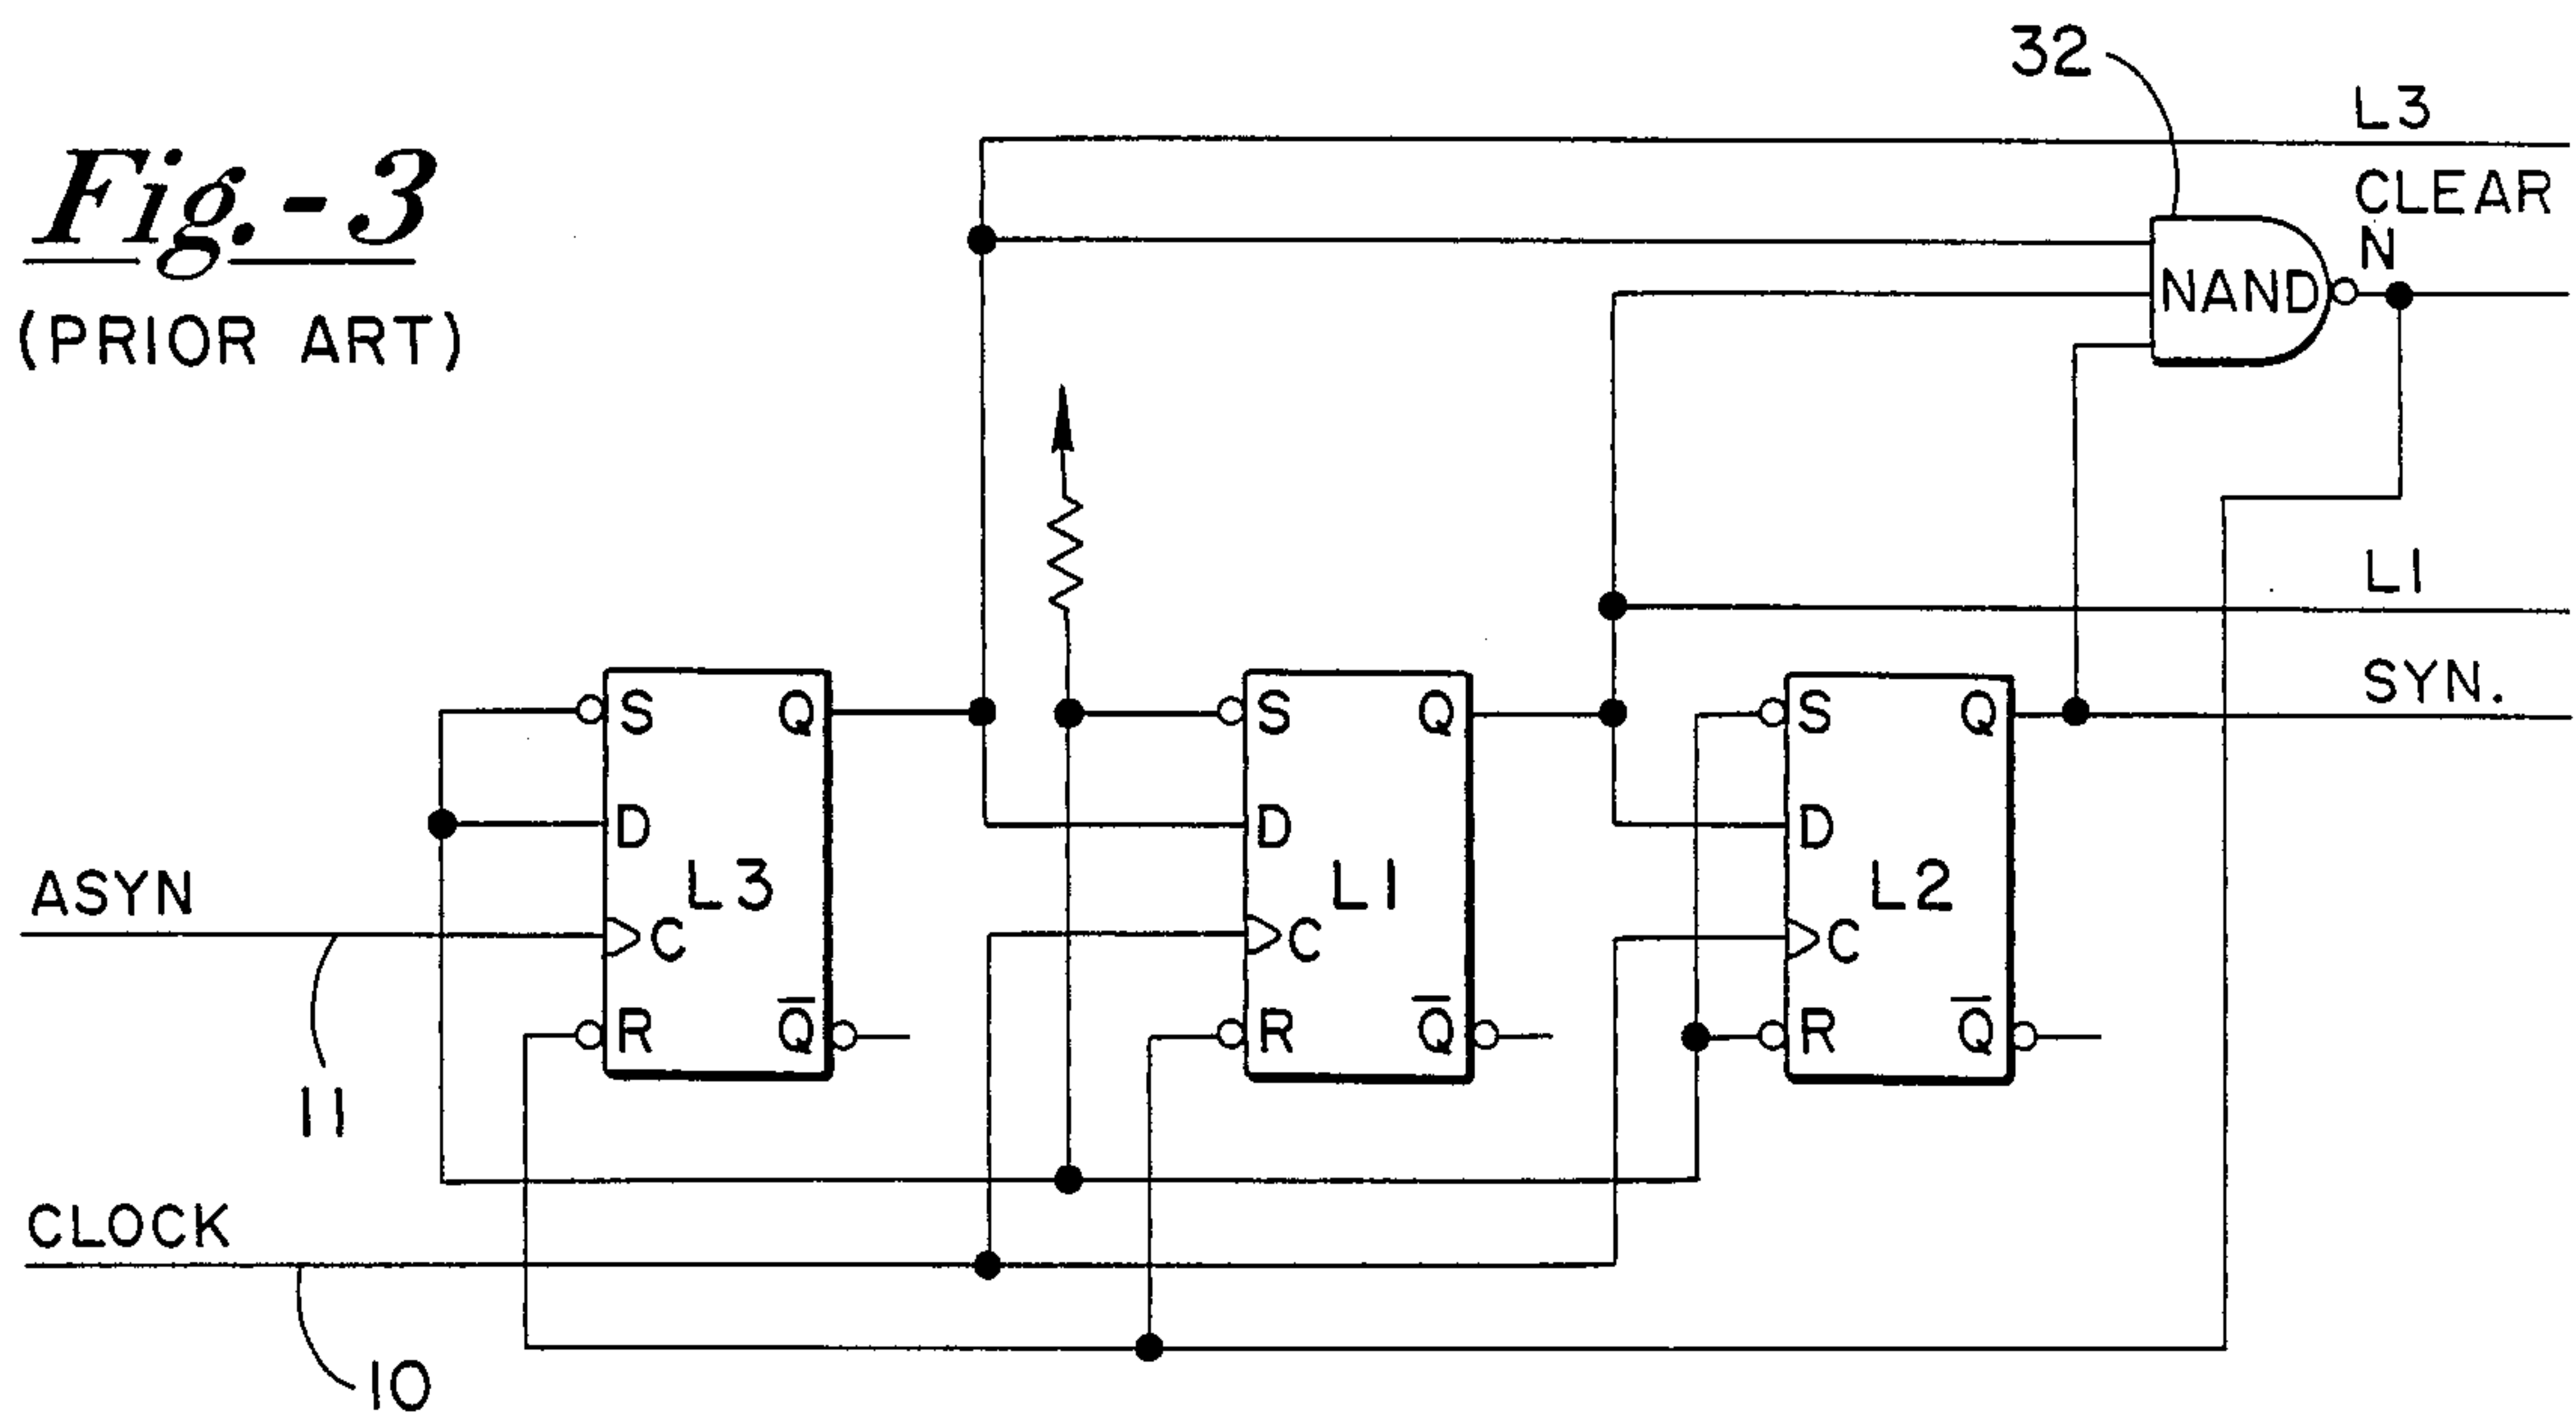 Fig.-3
(PRIOR ART)
32
L3
CLEAR
N
NAND
L1
SYN.
S Q
D
L3
C
R Q̅
S Q
D
L1
C
R Q̅
S Q
D
L2
C
R Q̅
ASYN
11
CLOCK
10